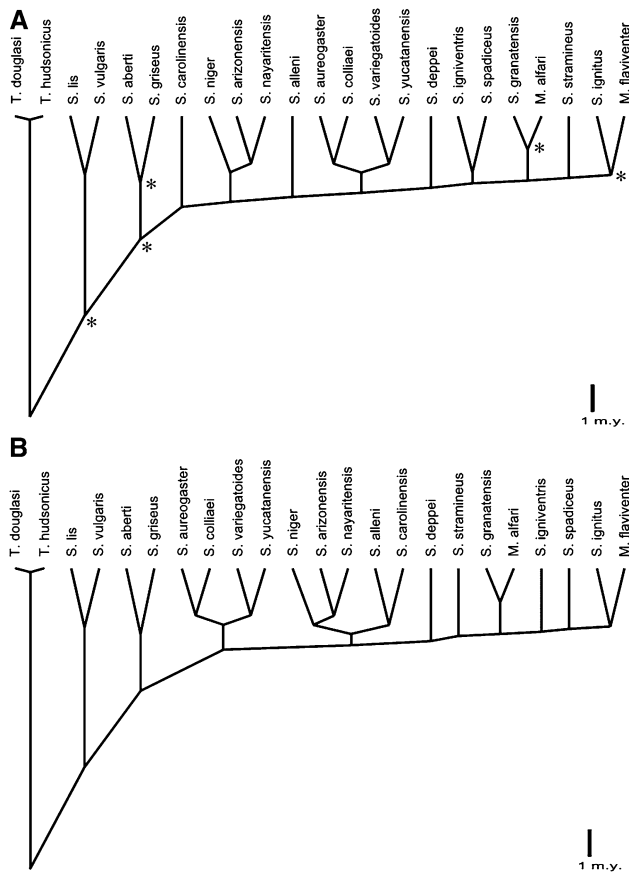 A
T. douglasi
T. hudsonicus
S. lis
S. vulgaris
S. aberti
S. griseus
S. carolinensis
S. niger
S. arizonensis
S. nayaritensis
S. alleni
S. aureogaster
S. colliaei
S. variegatoides
S. yucatanensis
S. deppei
S. igniventris
S. spadiceus
S. granatensis
M. alfari
S. stramineus
S. ignitus
M. flaviventer
*
*
*
*
*
1 m.y.
B
T. douglasi
T. hudsonicus
S. lis
S. vulgaris
S. aberti
S. griseus
S. aureogaster
S. colliaei
S. variegatoides
S. yucatanensis
S. niger
S. arizonensis
S. nayaritensis
S. alleni
S. carolinensis
S. deppei
S. stramineus
S. granatensis
M. alfari
S. igniventris
S. spadiceus
S. ignitus
M. flaviventer
1 m.y.